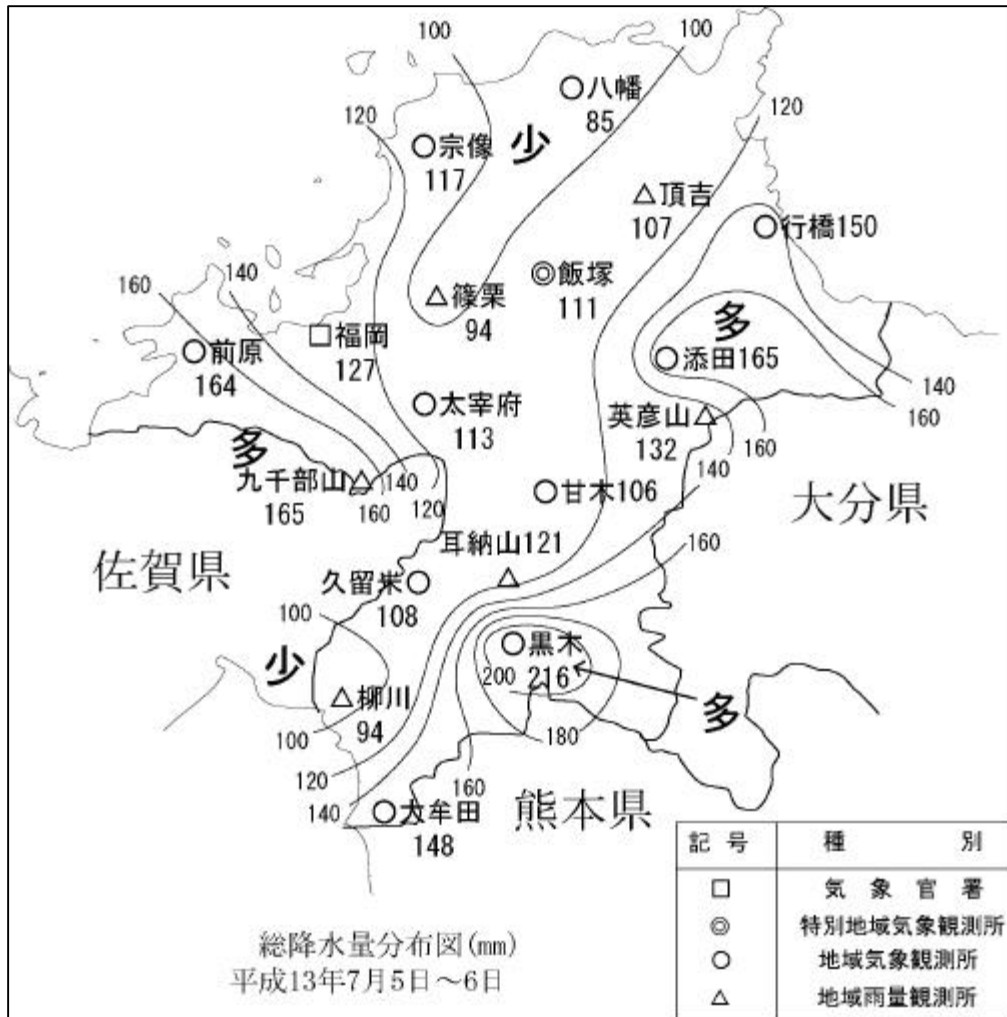 100
100
八幡
85
少
120
120
宗像
117
頂吉
107
行橋150
飯塚
111
160
140
篠栗
94
多
福岡
127
前原
164
添田165
140
160
太宰府
113
英彦山
132
160
多
九千部山
165
140
160
120
140
甘木106
大分県
耳納山121
160
佐賀県
久留米
108
100
少
黒木
200
216
柳川
94
多
100
180
120
160
140
大牟田
148
熊本県
記号 種別
□ 気象官署
◎ 特別地域気象観測所
○ 地域気象観測所
△ 地域雨量観測所
総降水量分布図(mm)
平成13年7月5日～6日